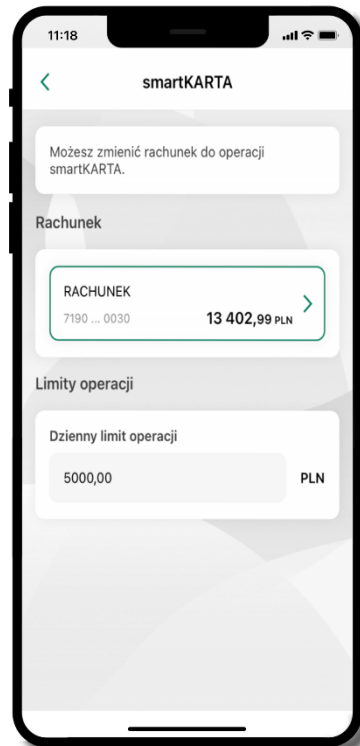 11:18
smartKARTA
Możesz zmienić rachunek do operacji
smartKARTA.
Rachunek
RACHUNEK
7190 ... 0030 13 402,99 PLN
Limity operacji
Dzienny limit operacji
5000,00 PLN